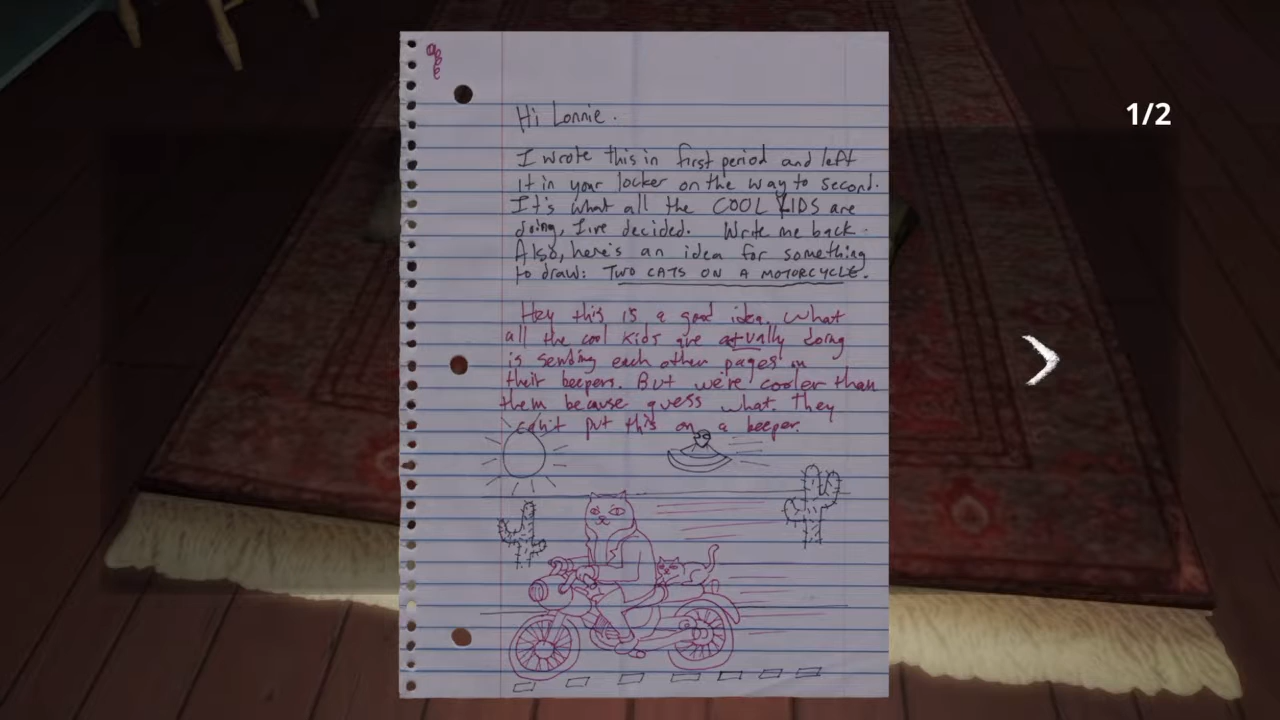 1/2
Hi Lonnie.
I wrote this in first period and left
it in your locker on the way to second.
It's what all the COOL KIDS are
doing, I've decided. Write me back.
Also, here's an idea for something
to draw: TWO CATS ON A MOTORCYCLE.
Hey this is a good idea. What
all the cool kids are actually doing
is sending each other pages on
their beepers. But we're cooler than
them because guess what. They
can't put this on a beeper.